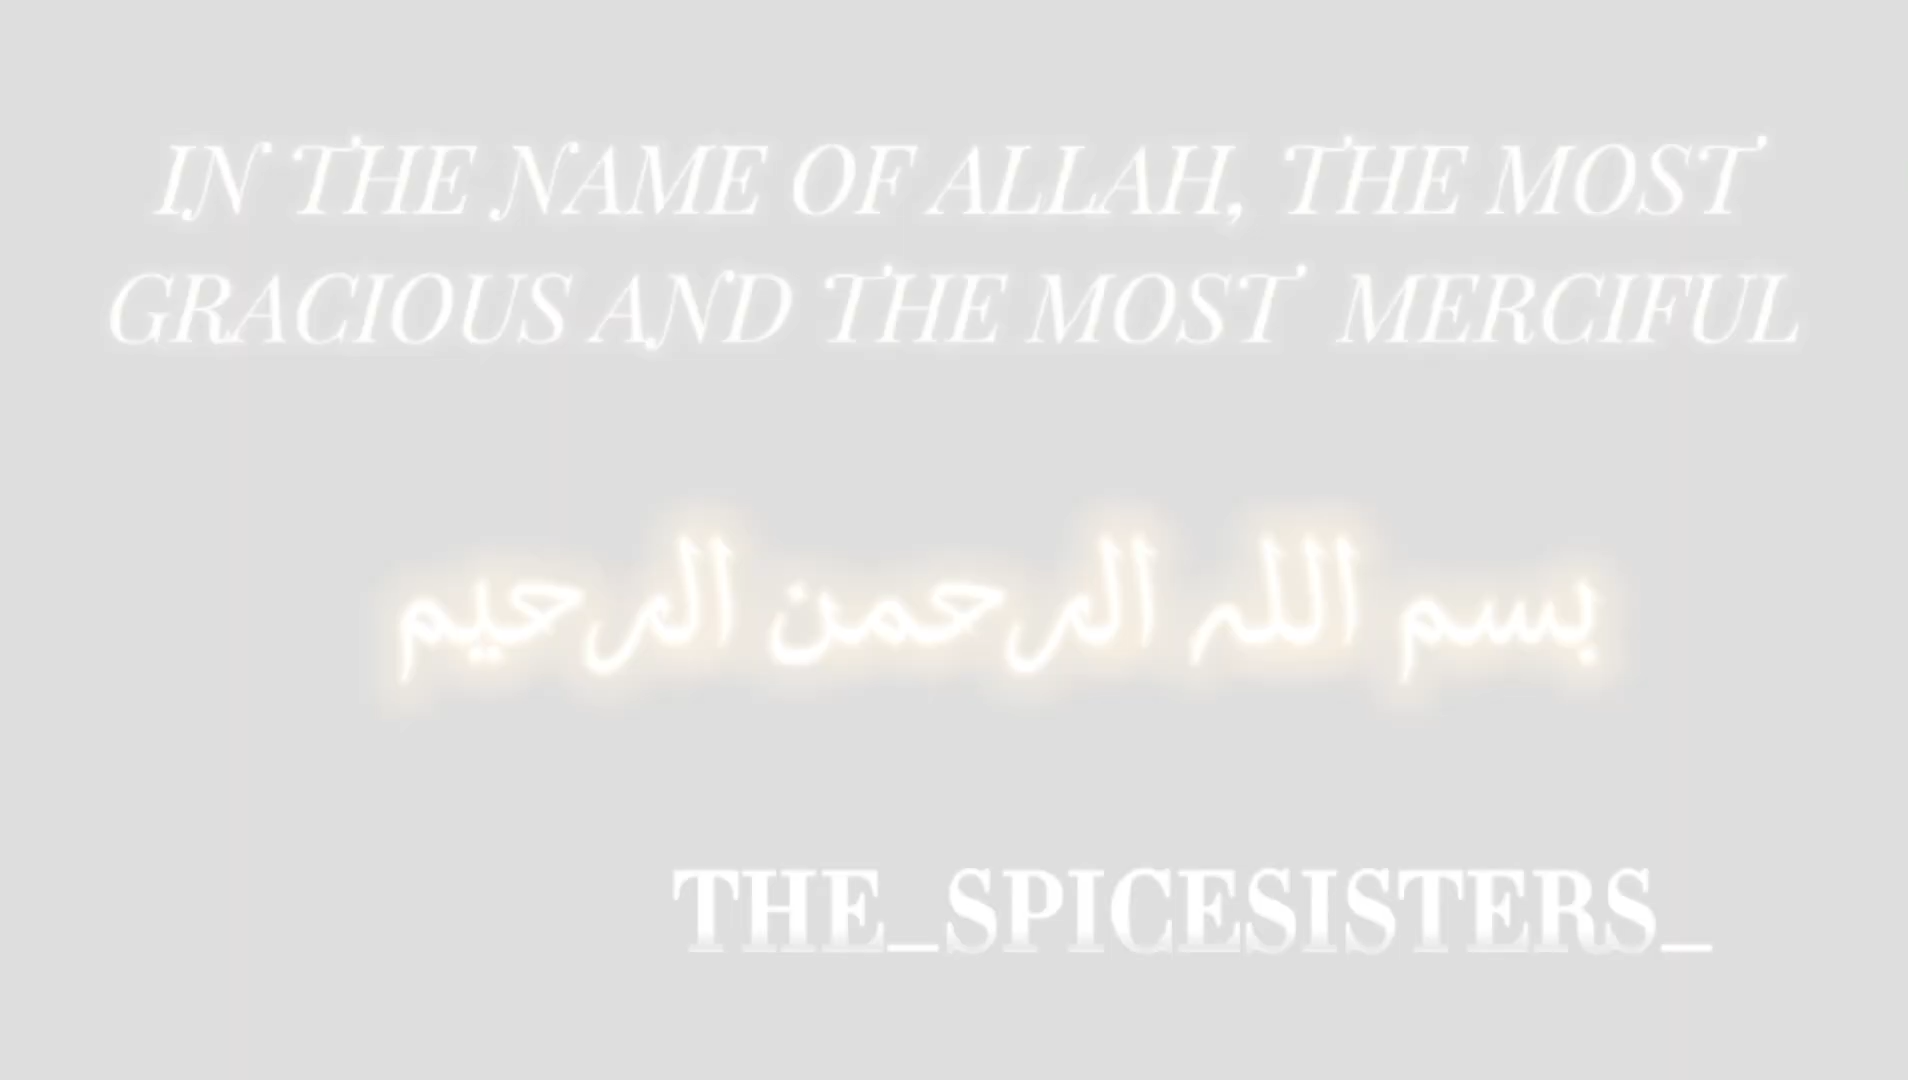 IN THE NAME OF ALLAH, THE MOST
GRACIOUS AND THE MOST MERCIFUL
بسم الله الرحمن الرحيم
THE_SPICESISTERS_